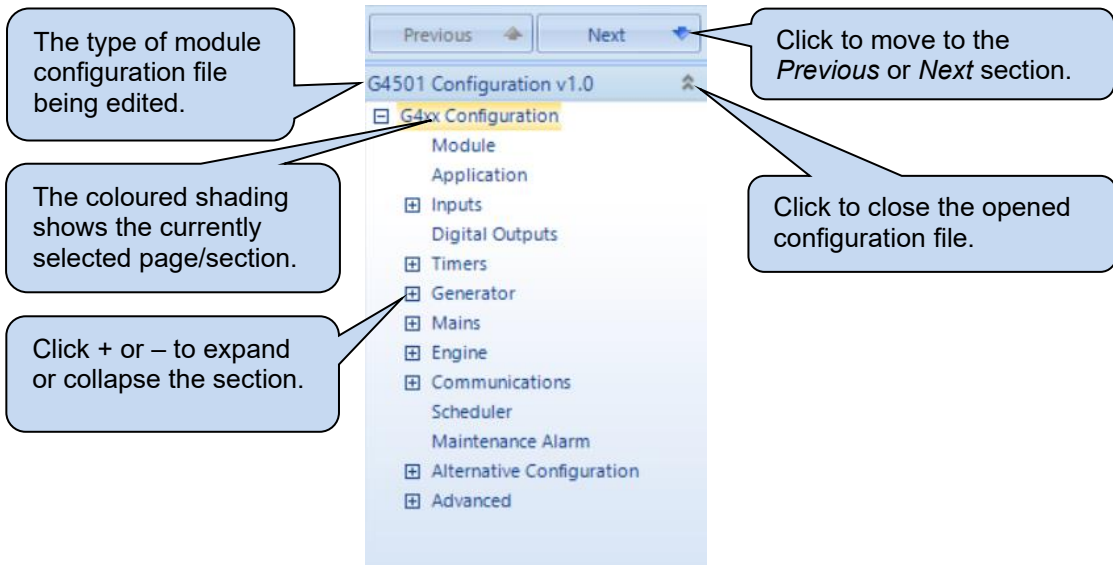 The type of module
configuration file
being edited.
Previous
Next
Click to move to the
Previous or Next section.
G4501 Configuration v1.0
G4xx Configuration
Module
Application
Inputs
Digital Outputs
Timers
Generator
Mains
Engine
Communications
Scheduler
Maintenance Alarm
Alternative Configuration
Advanced
The coloured shading
shows the currently
selected page/section.
Click to close the opened
configuration file.
Click + or – to expand
or collapse the section.